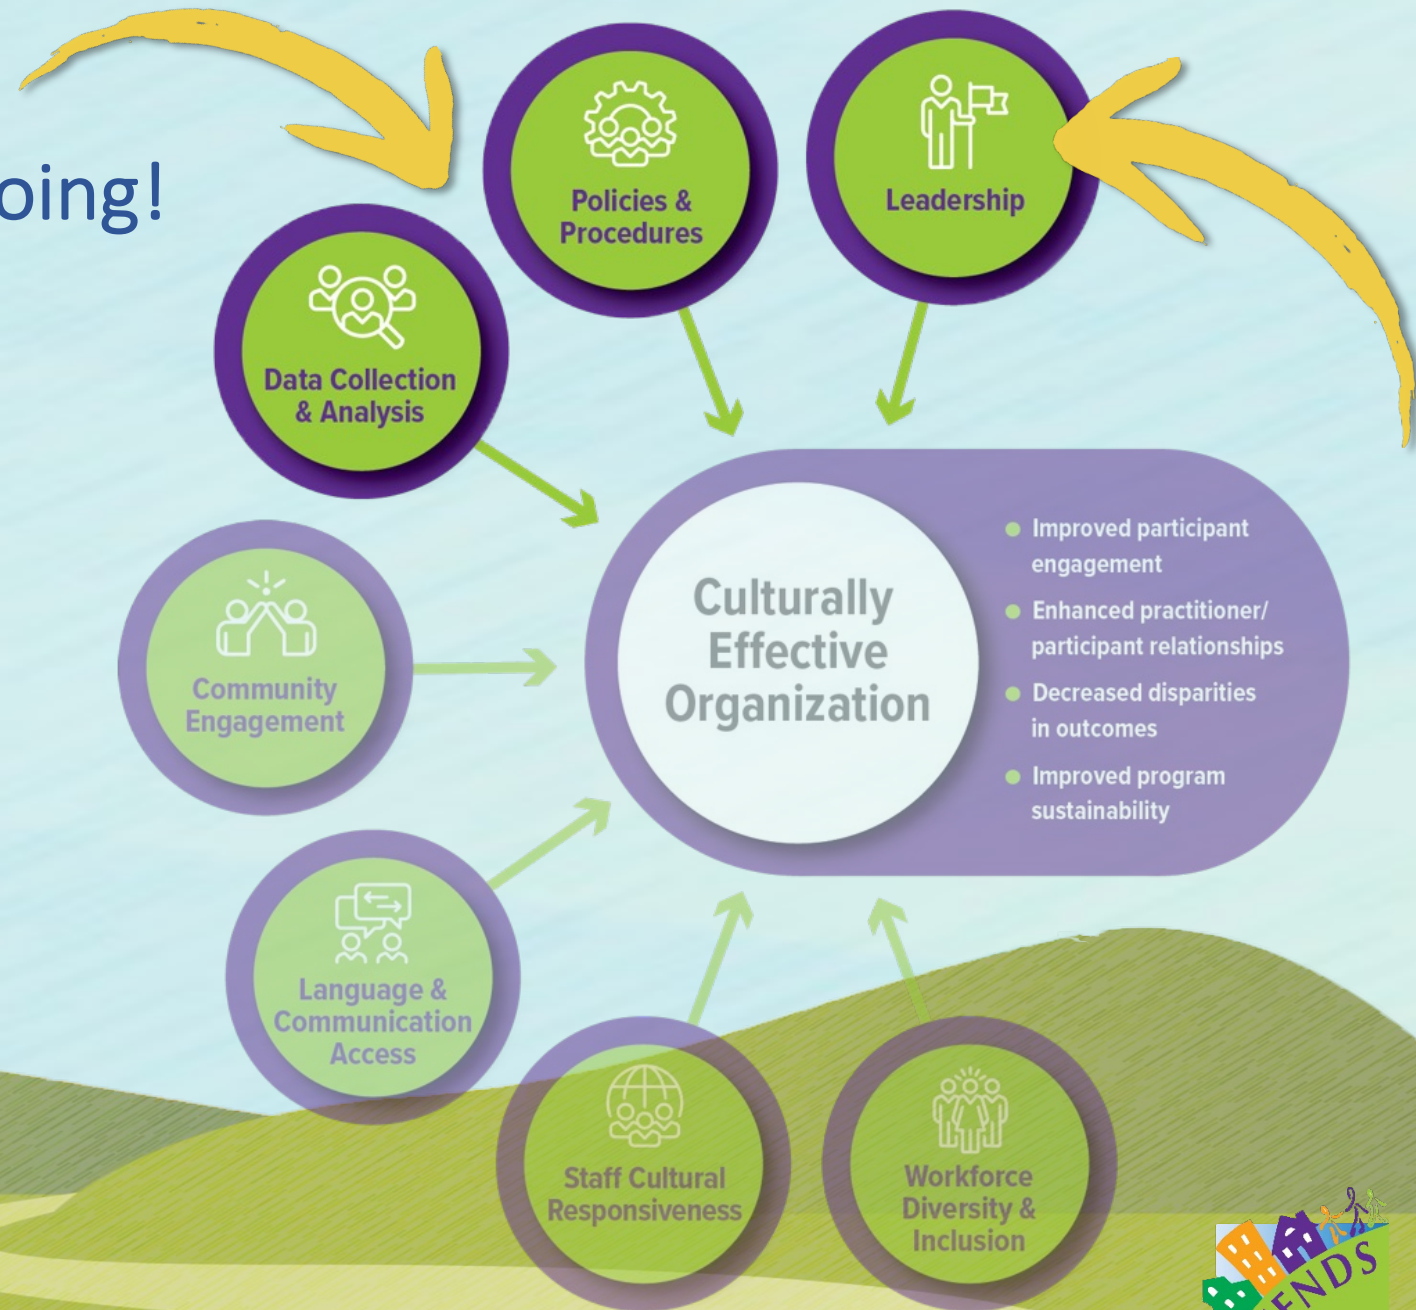 oing!
Policies &
Procedures
Leadership
Data Collection
& Analysis
Culturally
Effective
Organization
Improved participant
engagement
Enhanced practitioner/
participant relationships
Decreased disparities
in outcomes
Improved program
sustainability
Community
Engagement
Language &
Communication
Access
Staff Cultural
Responsiveness
Workforce
Diversity &
Inclusion
ENDS